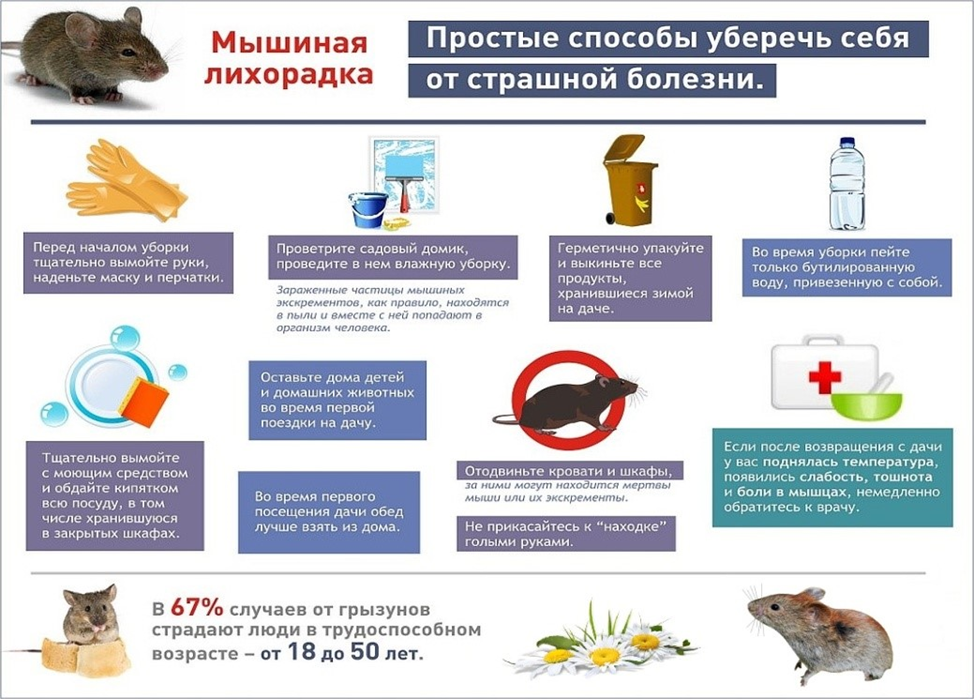 Мышиная
лихорадка
Простые способы уберечь себя
от страшной болезни.
Перед началом уборки
тщательно вымойте руки,
наденьте маску и перчатки.
Проветрите садовый домик,
проведите в нем влажную уборку.
Зараженные частицы мышиных
экскрементов, как правило, находятся
в пыли и вместе с ней попадают в
организм человека.
Герметично упакуйте
и выкиньте все
продукты,
хранившиеся зимой
на даче.
Во время уборки пейте
только бутилированную
воду, привезенную с собой.
Тщательно вымойте
с моющим средством
и обдайте кипятком
всю посуду, в том
числе хранившуюся
в закрытых шкафах.
Оставьте дома детей
и домашних животных
во время первой
поездки на дачу.
Во время первого
посещения дачи обед
лучше взять из дома.
Отодвиньте кровати и шкафы,
за ними могут находится мертвы
мыши или их экскременты.
Не прикасайтесь к “находке”
голыми руками.
Если после возвращения с дачи
у вас поднялась температура,
появились слабость, тошнота
и боли в мышцах, немедленно
обратитесь к врачу.
В 67% случаев от грызунов
страдают люди в трудоспособном
возрасте – от 18 до 50 лет.